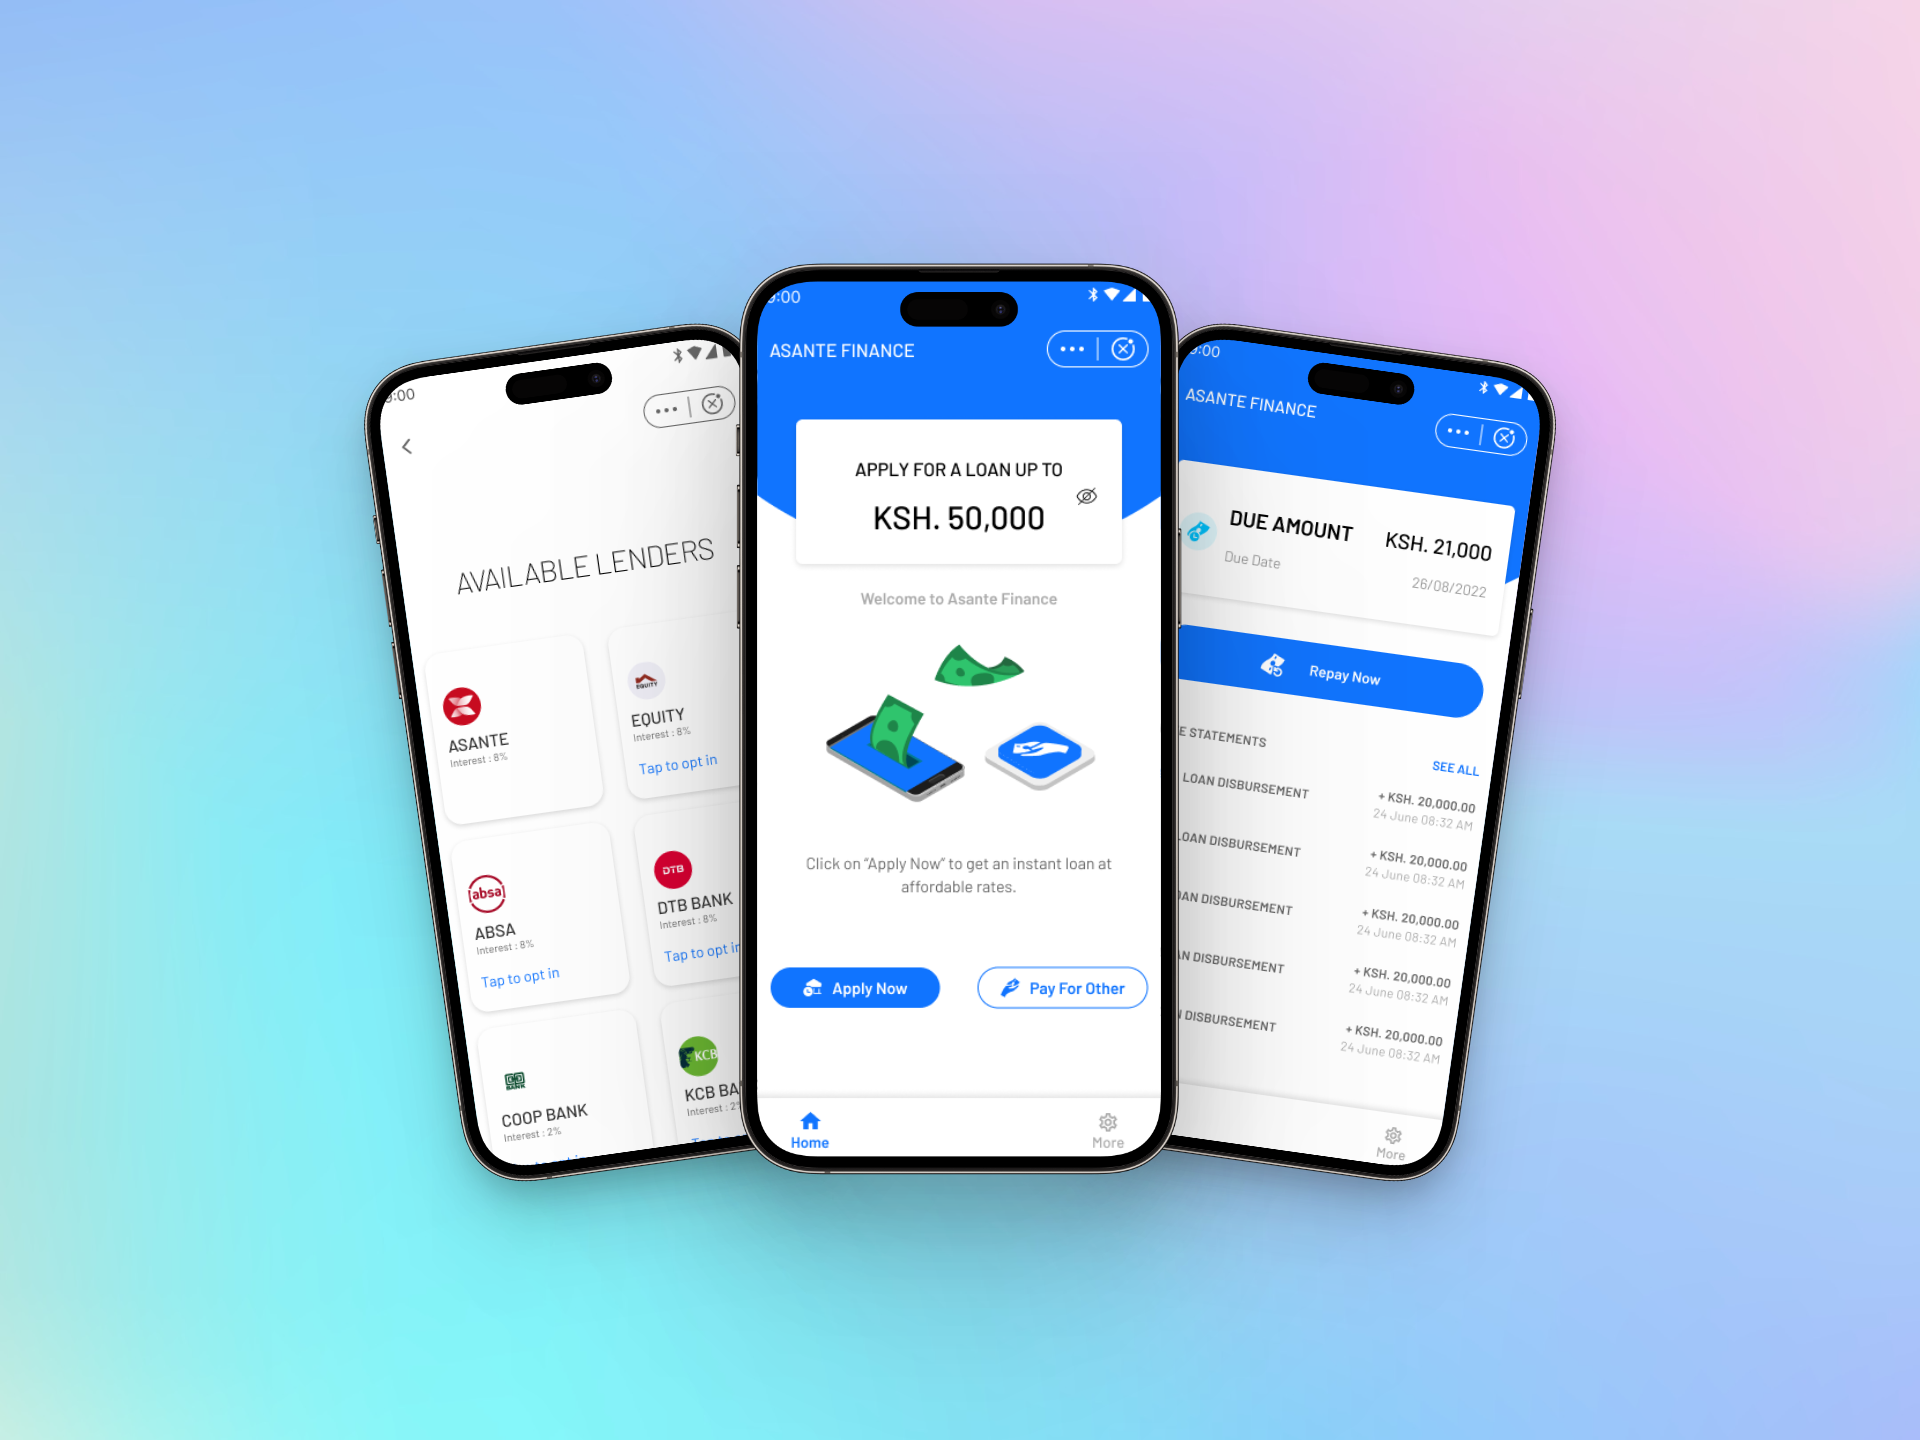 9:00
AVAILABLE LENDERS
ASANTE
Interest : 8%
EQUITY
EQUITY
Interest : 8%
Tap to opt in
absa
ABSA
Interest : 8%
Tap to opt in
DTB
DTB BANK
Interest : 8%
Tap to opt in
BANK
COOP BANK
Interest : 2%
KCB
KCB BA
Interest : 2%
9:00
ASANTE FINANCE
APPLY FOR A LOAN UP TO
KSH. 50,000
Welcome to Asante Finance
Click on “Apply Now” to get an instant loan at
affordable rates.
Apply Now
Pay For Other
Home
More
9:00
ASANTE FINANCE
DUE AMOUNT
KSH. 21,000
Due Date
26/08/2022
Repay Now
E STATEMENTS
SEE ALL
LOAN DISBURSEMENT
+ KSH. 20,000.00
24 June 08:32 AM
LOAN DISBURSEMENT
+ KSH. 20,000.00
24 June 08:32 AM
OAN DISBURSEMENT
+ KSH. 20,000.00
24 June 08:32 AM
AN DISBURSEMENT
+ KSH. 20,000.00
24 June 08:32 AM
N DISBURSEMENT
+ KSH. 20,000.00
24 June 08:32 AM
More